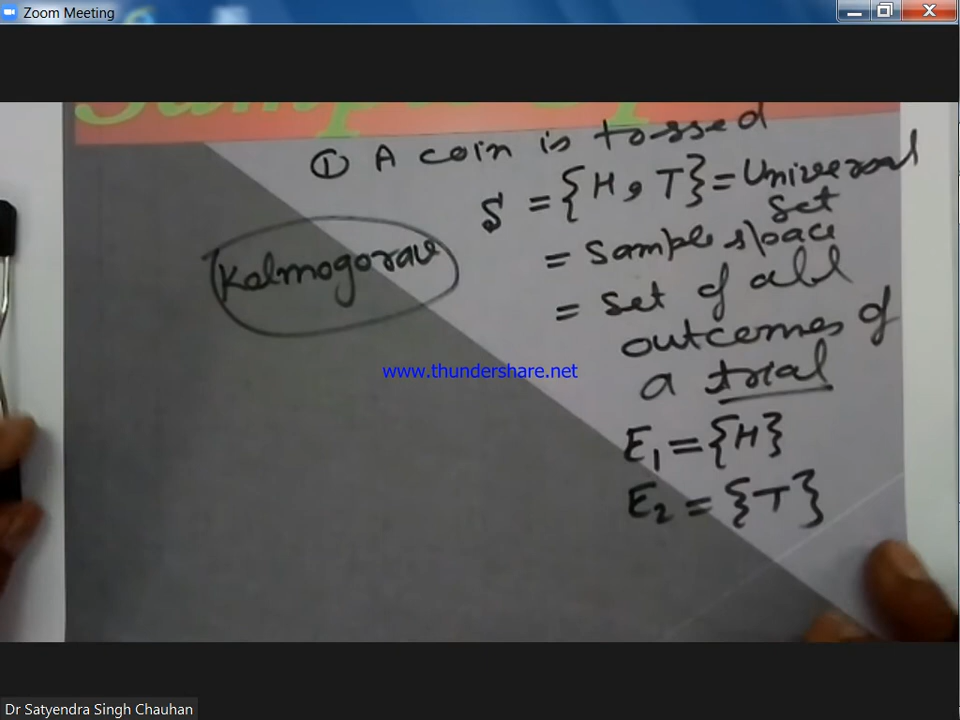 Zoom Meeting
① A coin is tossed
S = {H, T} = Universal
Set
= Sample space
Kolmogorav
= set of all
outcomes of
a trial
www.thundershare.net
E1 = {H}
E2 = {T}
Dr Satyendra Singh Chauhan